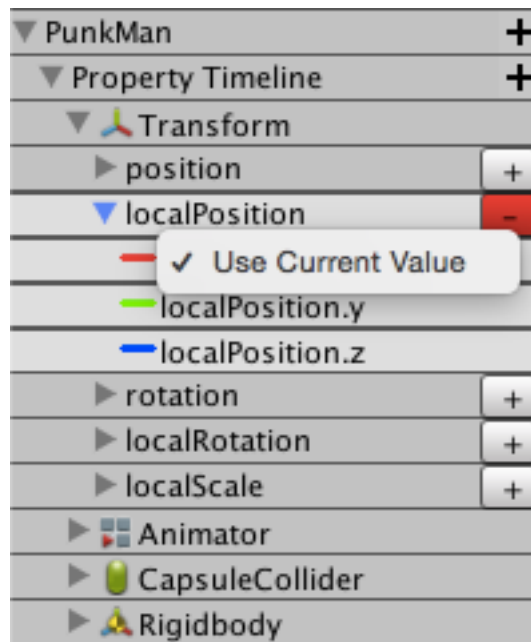 PunkMan +
Property Timeline +
Transform
position +
localPosition -
✓ Use Current Value
localPosition.y
localPosition.z
rotation +
localRotation +
localScale +
Animator
CapsuleCollider
Rigidbody